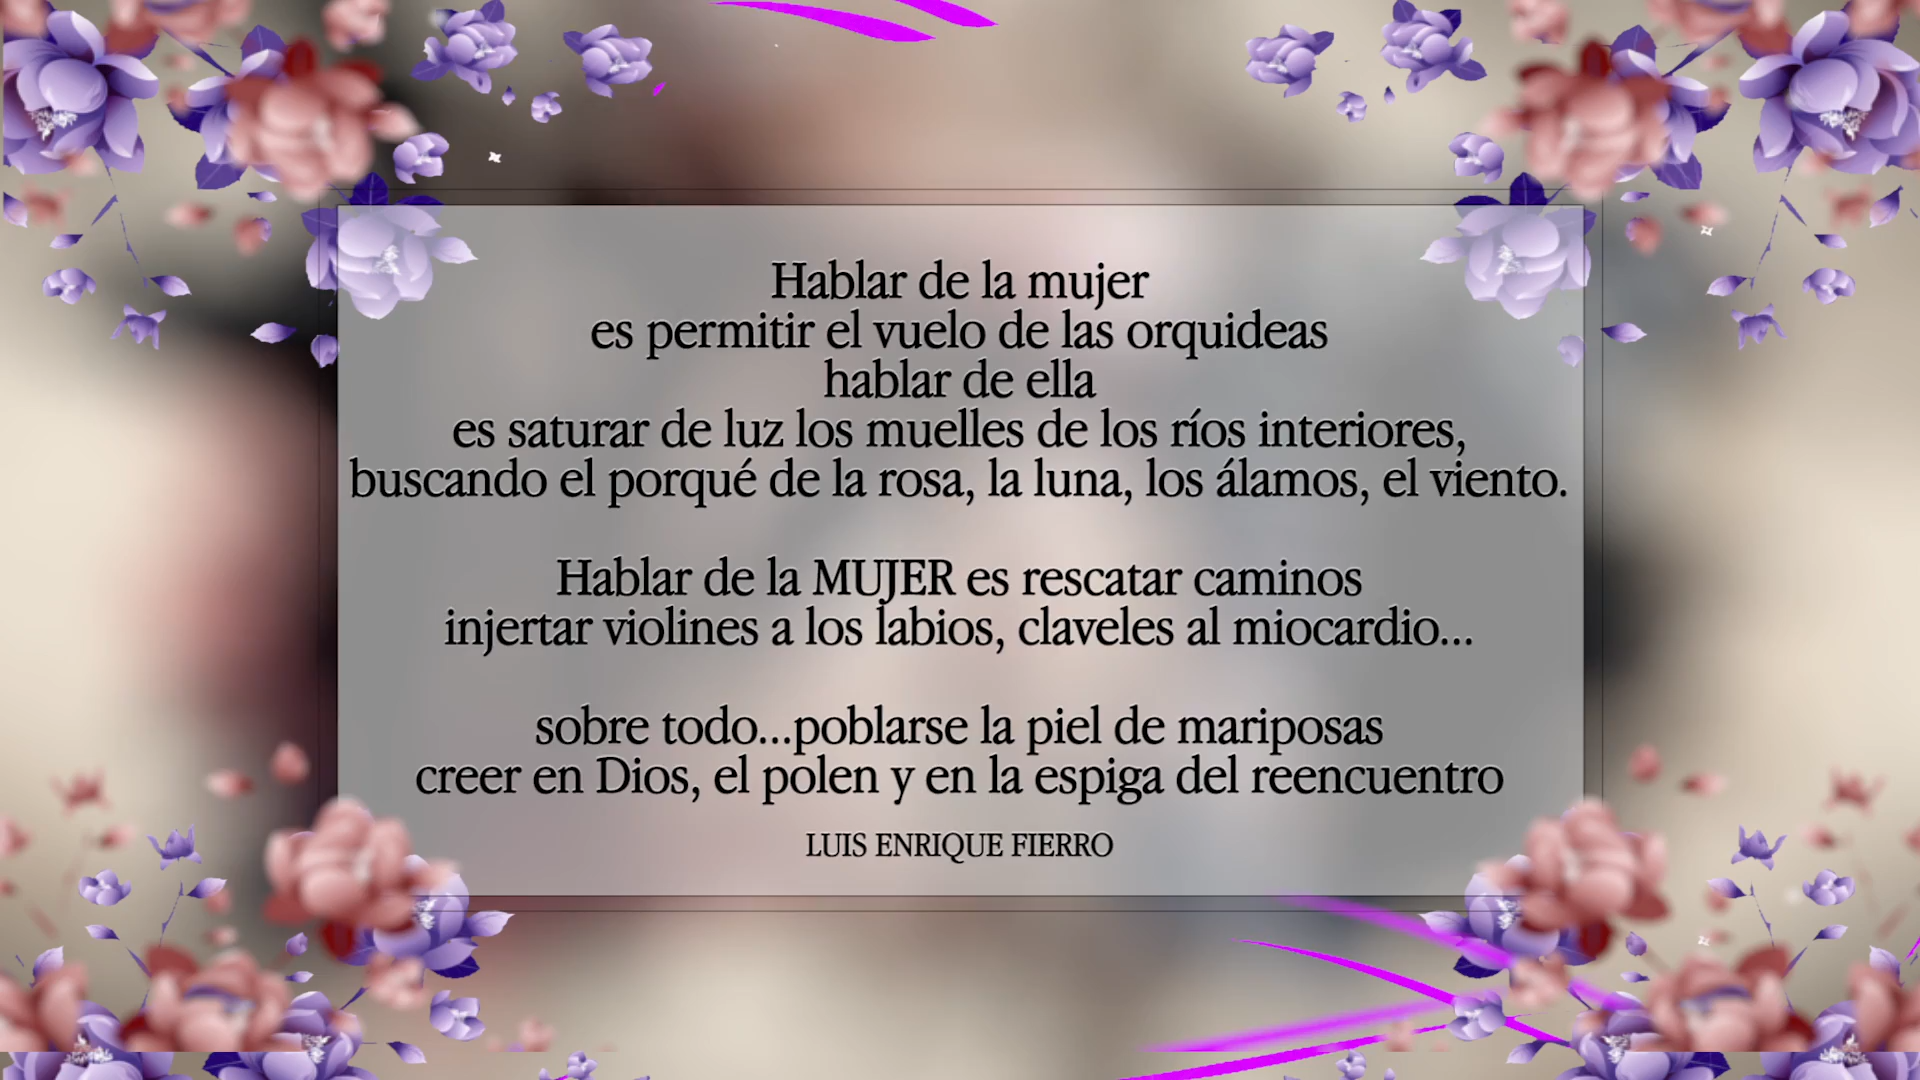 Hablar de la mujer
es permitir el vuelo de las orquideas
hablar de ella
es saturar de luz los muelles de los ríos interiores,
buscando el porqué de la rosa, la luna, los álamos, el viento.
Hablar de la MUJER es rescatar caminos
injertar violines a los labios, claveles al miocardio...
sobre todo...poblarse la piel de mariposas
creer en Dios, el polen y en la espiga del reencuentro
LUIS ENRIQUE FIERRO